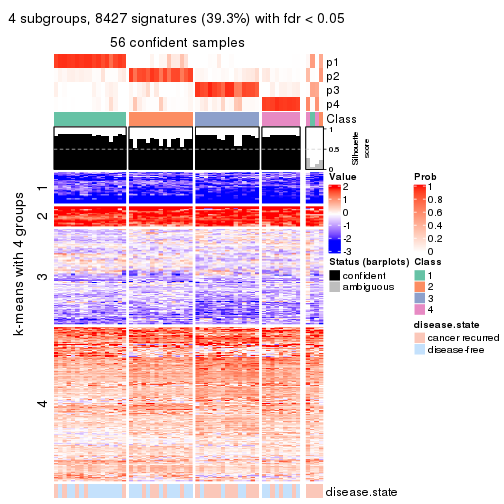 4 subgroups, 8427 signatures (39.3%) with fdr < 0.05
56 confident samples
p1
p2
p3
p4
Class
1
0.5
0
Silhouette
score
k-means with 4 groups
1
2
3
4
Value
2
1
0
-1
-2
-3
Prob
1
0.8
0.6
0.4
0.2
0
Status (barplots)
confident
ambiguous
Class
1
2
3
4
disease.state
cancer recurred
disease-free
disease.state